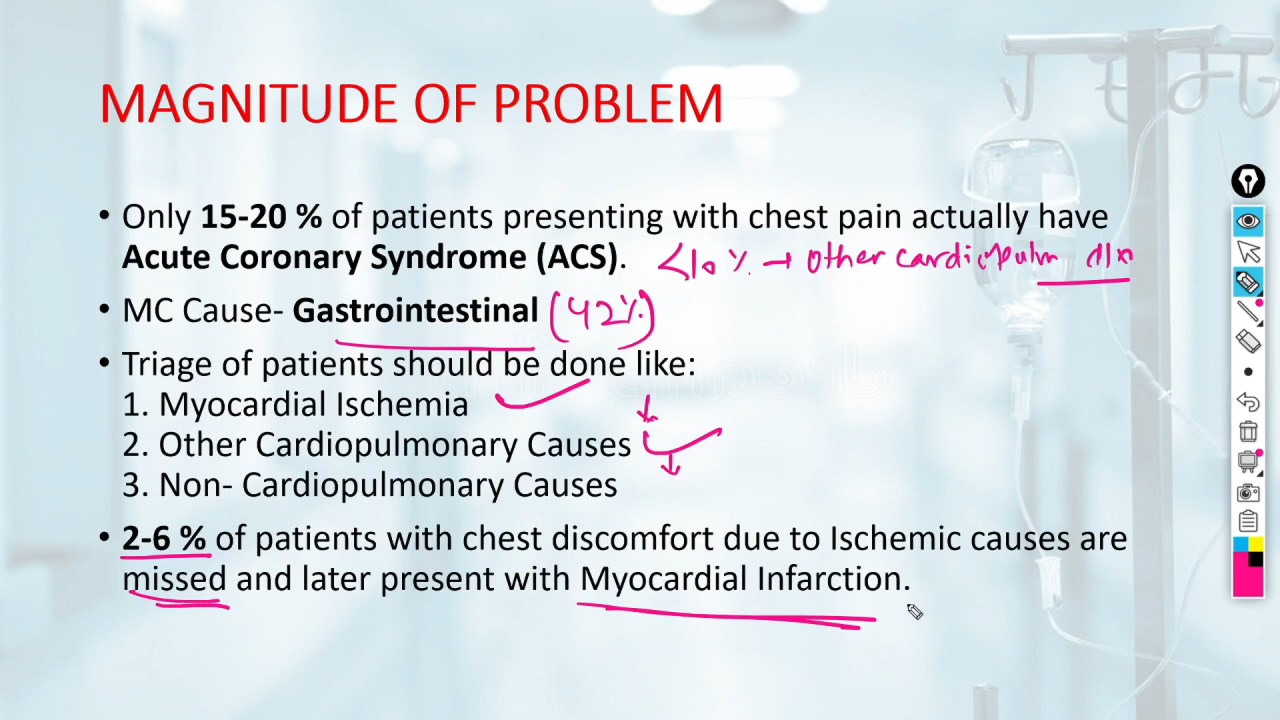 MAGNITUDE OF PROBLEM
• Only 15-20 % of patients presenting with chest pain actually have
Acute Coronary Syndrome (ACS). <10 % → Other cardiopulm
• MC Cause- Gastrointestinal (42%)
• Triage of patients should be done like:
1. Myocardial Ischemia
2. Other Cardiopulmonary Causes
3. Non- Cardiopulmonary Causes
• 2-6 % of patients with chest discomfort due to Ischemic causes are
missed and later present with Myocardial Infarction.